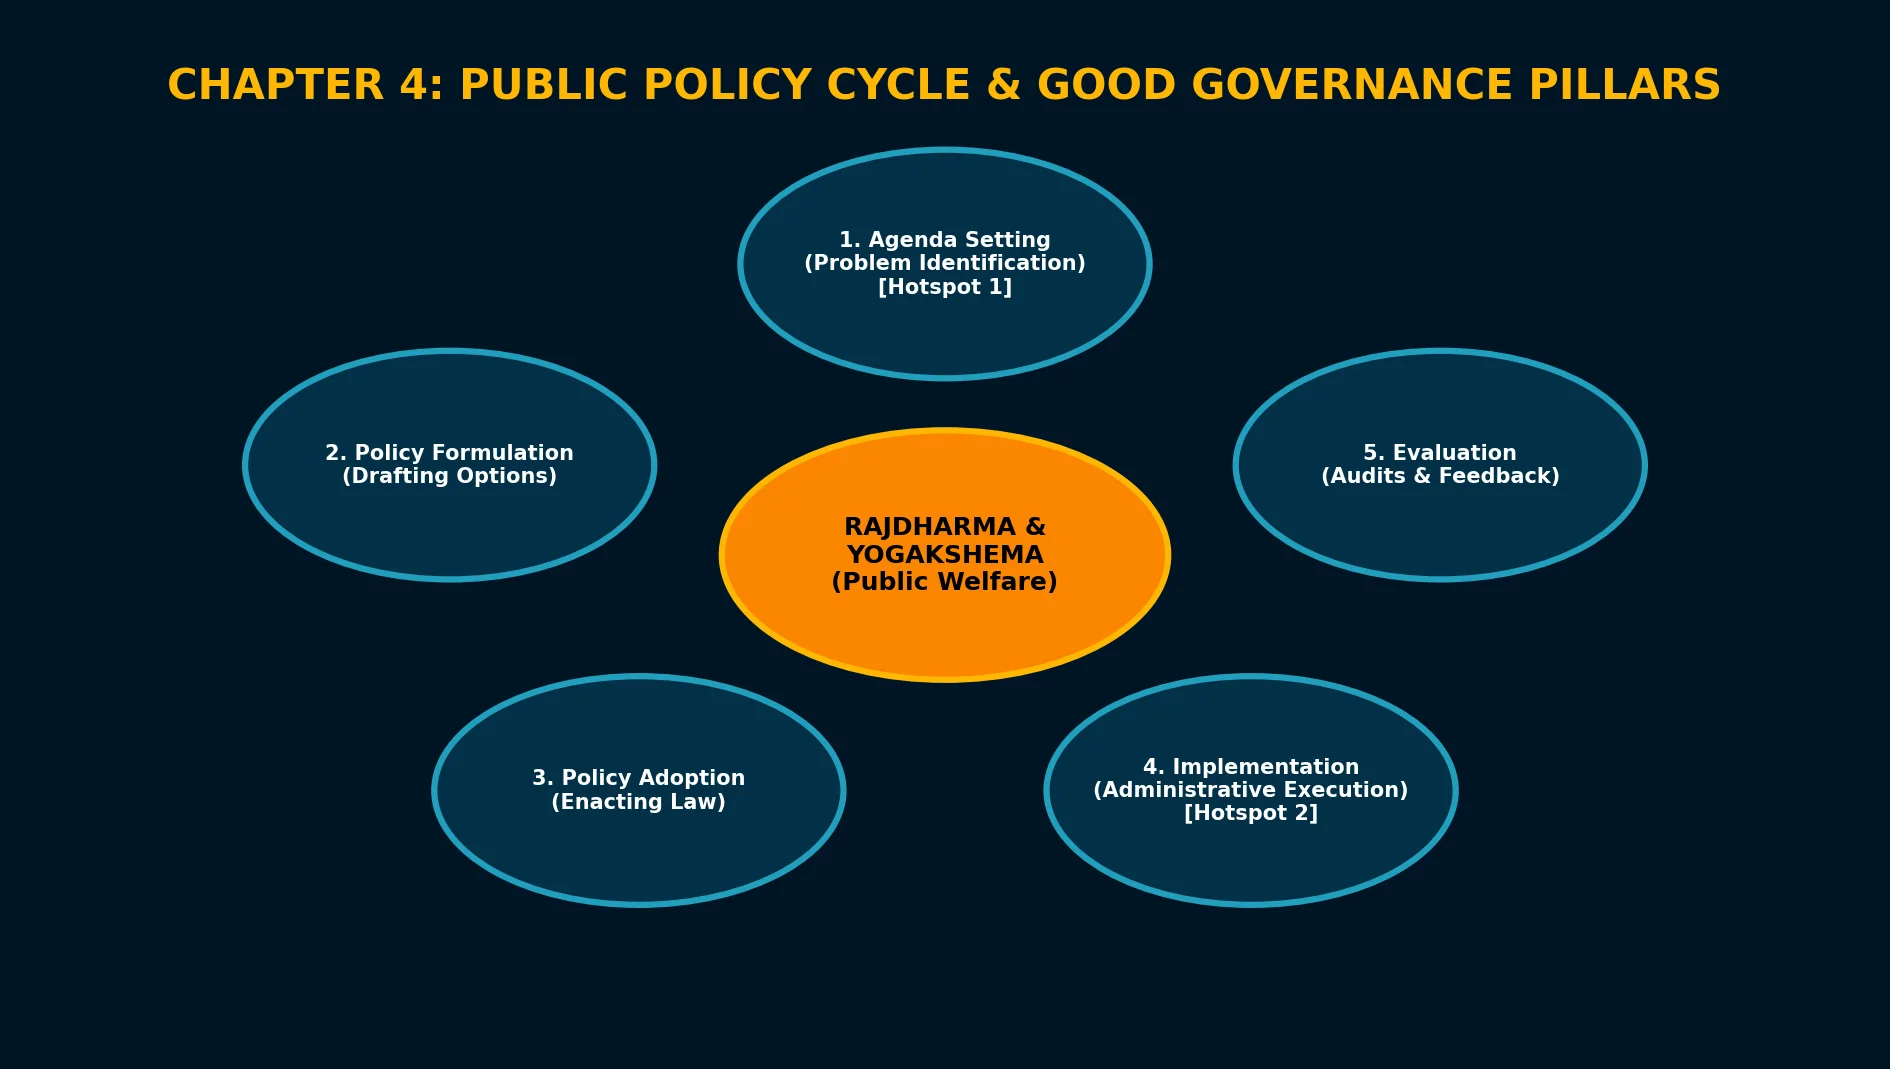 CHAPTER 4: PUBLIC POLICY CYCLE & GOOD GOVERNANCE PILLARS
1. Agenda Setting
(Problem Identification)
[Hotspot 1]
2. Policy Formulation
(Drafting Options)
5. Evaluation
(Audits & Feedback)
RAJDHARMA &
YOGAKSHEMA
(Public Welfare)
3. Policy Adoption
(Enacting Law)
4. Implementation
(Administrative Execution)
[Hotspot 2]